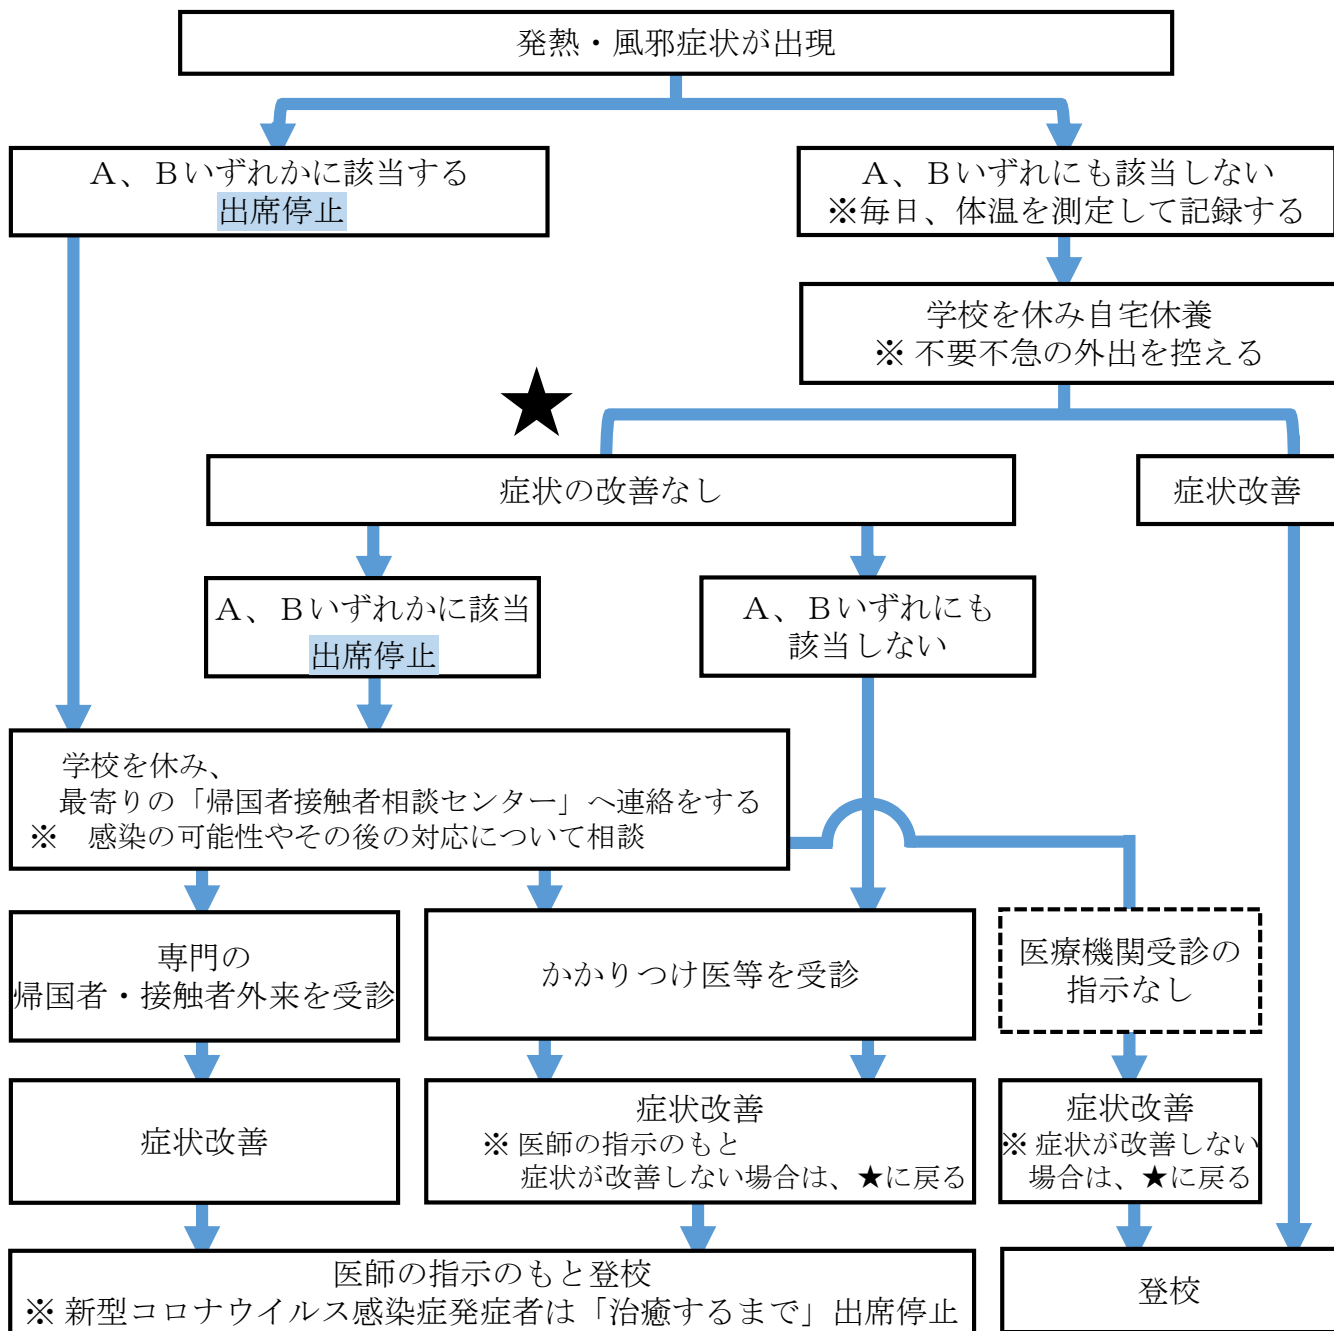 発熱・風邪症状が出現
A、Bいずれかに該当する
出席停止
A、Bいずれにも該当しない
※毎日、体温を測定して記録する
学校を休み自宅休養
※ 不要不急の外出を控える
★
症状の改善なし
症状改善
A、Bいずれかに該当
出席停止
A、Bいずれにも
該当しない
学校を休み、
最寄りの「帰国者接触者相談センター」へ連絡をする
※ 感染の可能性やその後の対応について相談
専門の
帰国者・接触者外来を受診
かかりつけ医等を受診
医療機関受診の
指示なし
症状改善
症状改善
※ 医師の指示のもと
症状が改善しない場合は、★に戻る
症状改善
※ 症状が改善しない
場合は、★に戻る
医師の指示のもと登校
※ 新型コロナウイルス感染症発症者は「治癒するまで」出席停止
登校